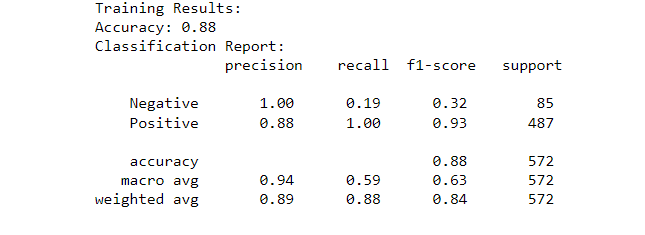 Training Results:
Accuracy: 0.88
Classification Report:
precision recall f1-score support
Negative 1.00 0.19 0.32 85
Positive 0.88 1.00 0.93 487
accuracy 0.88 572
macro avg 0.94 0.59 0.63 572
weighted avg 0.89 0.88 0.84 572